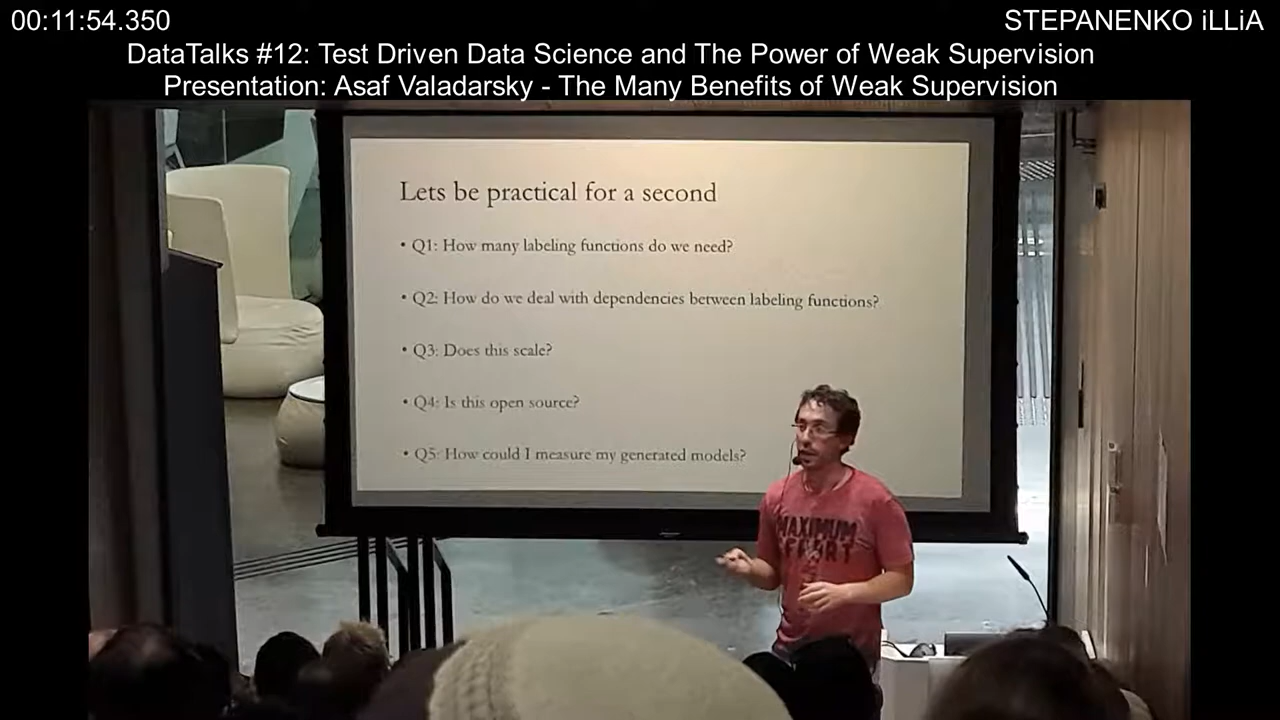 00:11:54.350
STEPANENKO iLLiA
DataTalks #12: Test Driven Data Science and The Power of Weak Supervision
Presentation: Asaf Valadarsky - The Many Benefits of Weak Supervision
Lets be practical for a second
• Q1: How many labeling functions do we need?
• Q2: How do we deal with dependencies between labeling functions?
• Q3: Does this scale?
• Q4: Is this open source?
• Q5: How could I measure my generated models?
MAXIMUM
EFFORT